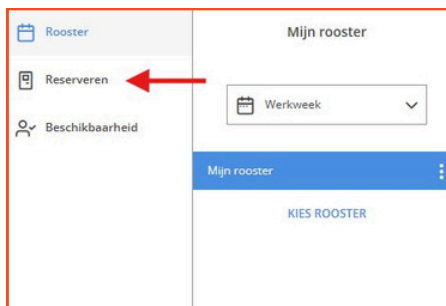 Rooster
Reserveren
Beschikbaarheid
Mijn rooster
Werkweek
Mijn rooster
KIES ROOSTER